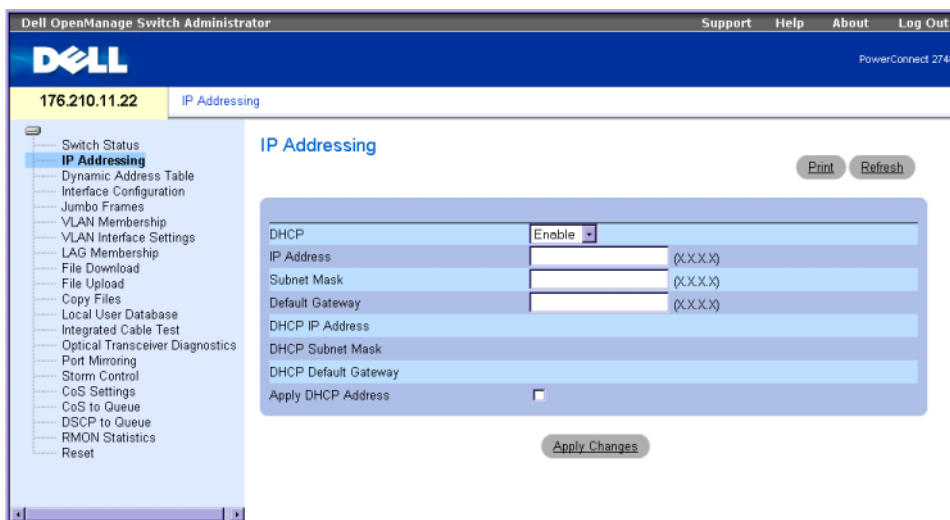 Dell OpenManage Switch Administrator Support Help About Log Out
DELL
PowerConnect 274
176.210.11.22 IP Addressing
Switch Status
IP Addressing
Dynamic Address Table
Interface Configuration
Jumbo Frames
VLAN Membership
VLAN Interface Settings
LAG Membership
File Download
File Upload
Copy Files
Local User Database
Integrated Cable Test
Optical Transceiver Diagnostics
Port Mirroring
Storm Control
CoS Settings
CoS to Queue
DSCP to Queue
RMON Statistics
Reset
IP Addressing
Print Refresh
DHCP Enable
IP Address (X.X.X.X)
Subnet Mask (X.X.X.X)
Default Gateway (X.X.X.X)
DHCP IP Address
DHCP Subnet Mask
DHCP Default Gateway
Apply DHCP Address
Apply Changes